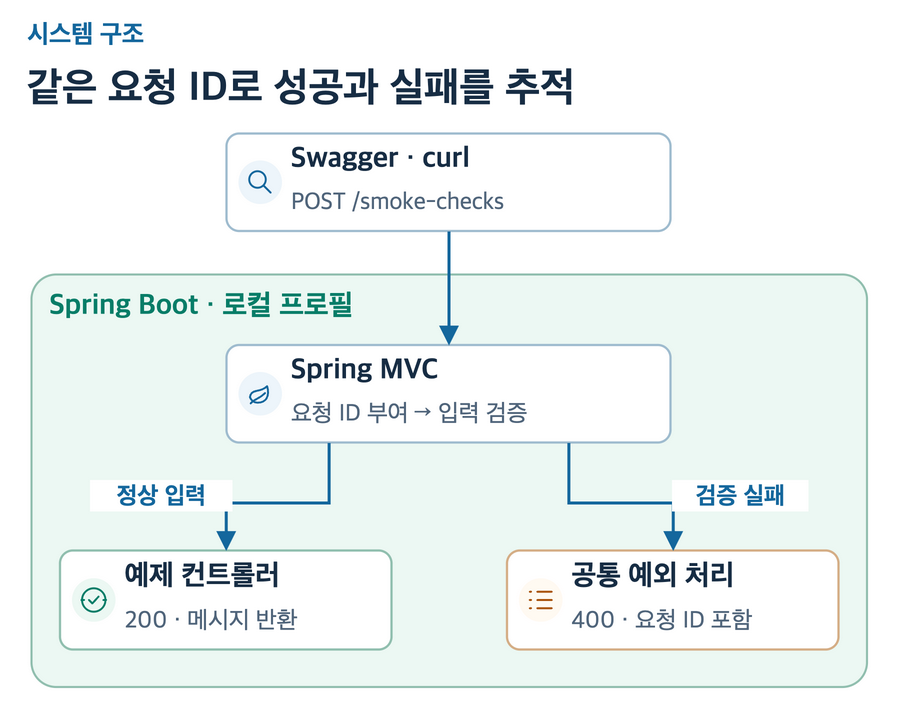 시스템 구조
같은 요청 ID로 성공과 실패를 추적
Swagger · curl
POST /smoke-checks
Spring Boot · 로컬 프로필
Spring MVC
요청 ID 부여 → 입력 검증
정상 입력
검증 실패
예제 컨트롤러
200 · 메시지 반환
공통 예외 처리
400 · 요청 ID 포함